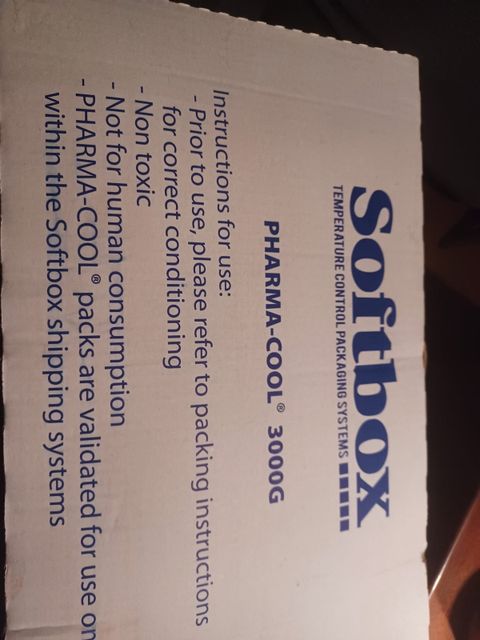 Softbox
TEMPERATURE CONTROL PACKAGING SYSTEMS
PHARMA-COOL® 3000G
Instructions for use:
- Prior to use, please refer to packing instructions
for correct conditioning
- Non toxic
- Not for human consumption
- PHARMA-COOL® packs are validated for use on
within the Softbox shipping systems